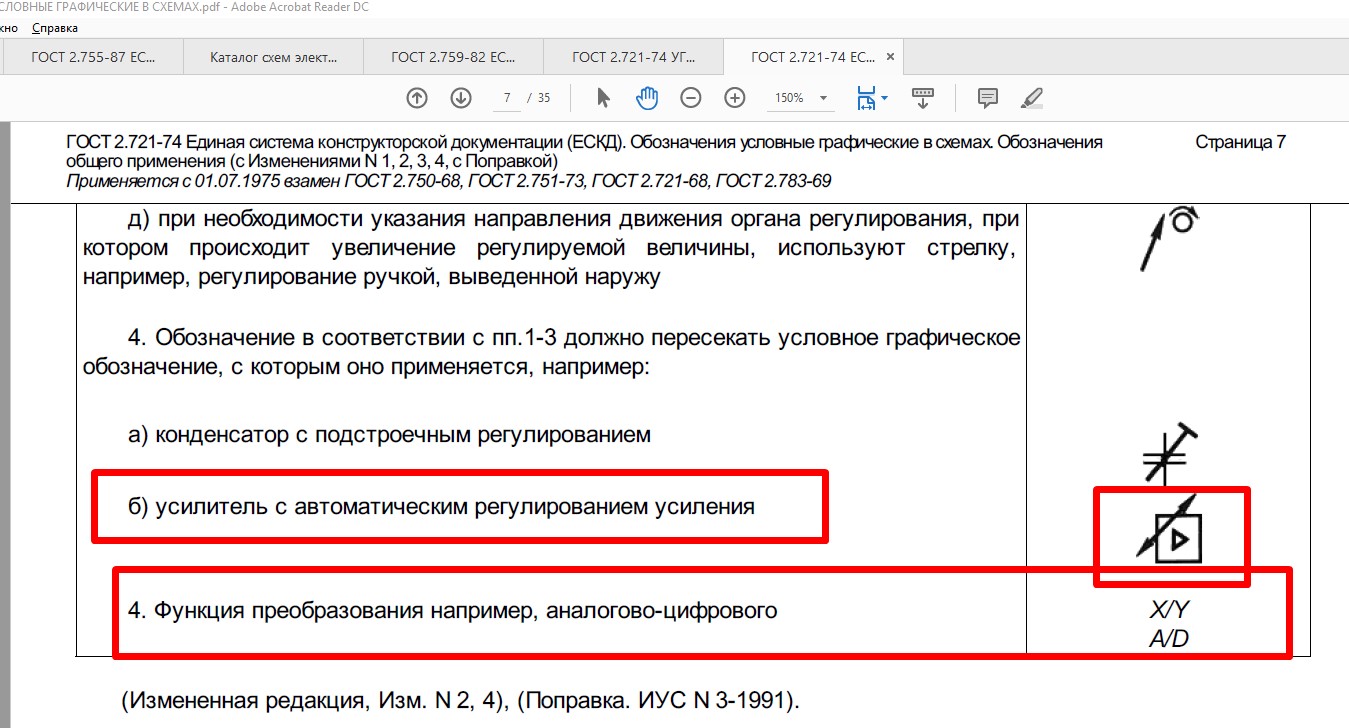 СЛОВНЫЕ ГРАФИЧЕСКИЕ В СХЕМАХ.pdf - Adobe Acrobat Reader DC
кно Справка
ГОСТ 2.755-87 ЕС... Каталог схем элект... ГОСТ 2.759-82 ЕС... ГОСТ 2.721-74 УГ... ГОСТ 2.721-74 ЕС... ×
7 / 35 150%
ГОСТ 2.721-74 Единая система конструкторской документации (ЕСКД). Обозначения условные графические в схемах. Обозначения Страница 7
общего применения (с Изменениями N 1, 2, 3, 4, с Поправкой)
Применяется с 01.07.1975 взамен ГОСТ 2.750-68, ГОСТ 2.751-73, ГОСТ 2.721-68, ГОСТ 2.783-69
д) при необходимости указания направления движения органа регулирования, при
котором происходит увеличение регулируемой величины, используют стрелку,
например, регулирование ручкой, выведенной наружу
4. Обозначение в соответствии с пп.1-3 должно пересекать условное графическое
обозначение, с которым оно применяется, например:
а) конденсатор с подстроечным регулированием
б) усилитель с автоматическим регулированием усиления
4. Функция преобразования например, аналогово-цифрового X/Y
A/D
(Измененная редакция, Изм. N 2, 4), (Поправка. ИУС N 3-1991).